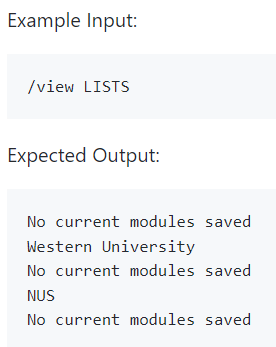 Example Input:
/view LISTS
Expected Output:
No current modules saved
Western University
No current modules saved
NUS
No current modules saved